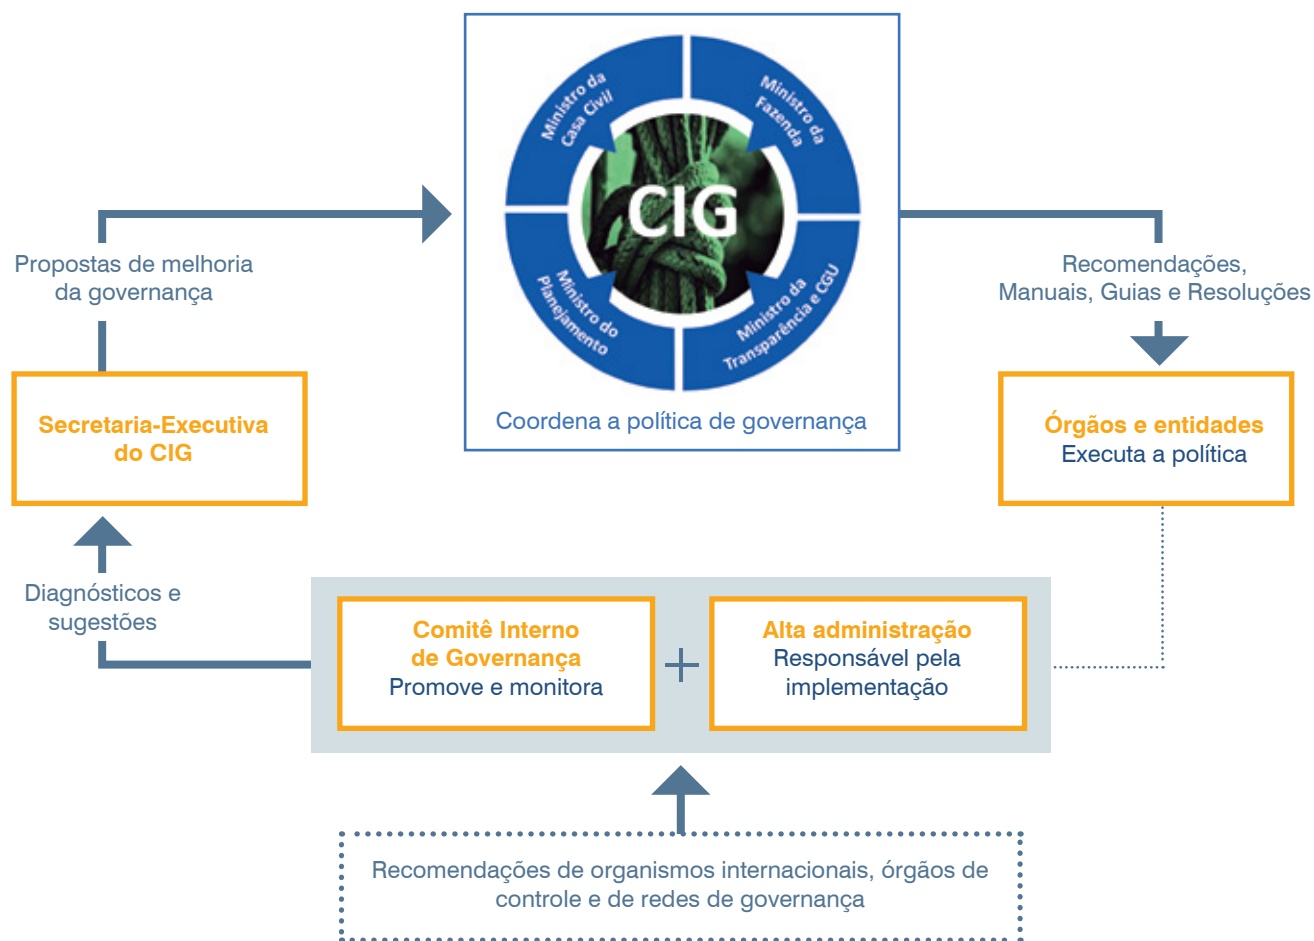 Ministro da
Casa Civil
Ministro da
Fazenda
CIG
Ministro do
Planejamento
Ministro da
Transparência e CGU
Coordena a política de governança
Propostas de melhoria
da governança
Recomendações,
Manuais, Guias e Resoluções
Secretaria-Executiva
do CIG
Órgãos e entidades
Executa a política
Diagnósticos e
sugestões
Comitê Interno
de Governança
Promove e monitora
+
Alta administração
Responsável pela
implementação
Recomendações de organismos internacionais, órgãos de
controle e de redes de governança